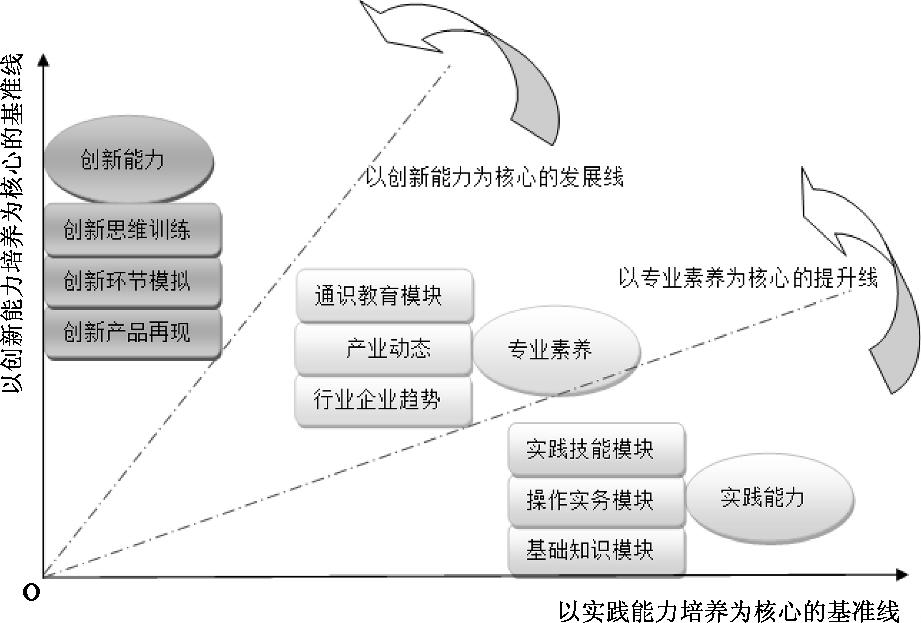 以创新能力培养为核心的基准线
创新能力
创新思维训练
创新环节模拟
创新产品再现
以创新能力为核心的发展线
以专业素养为核心的提升线
通识教育模块
产业动态
行业企业趋势
专业素养
实践技能模块
操作实务模块
基础知识模块
实践能力
O
以实践能力培养为核心的基准线